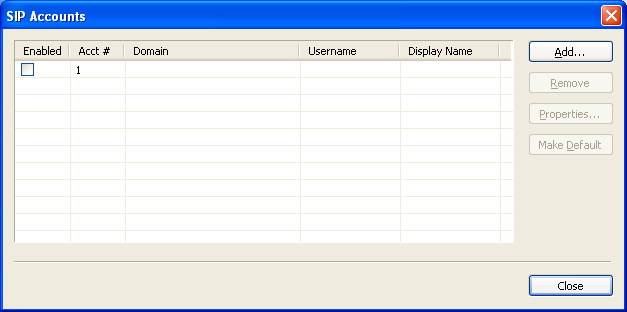 SIP Accounts
Enabled Acct # Domain Username Display Name
1
Add...
Remove
Properties...
Make Default
Close